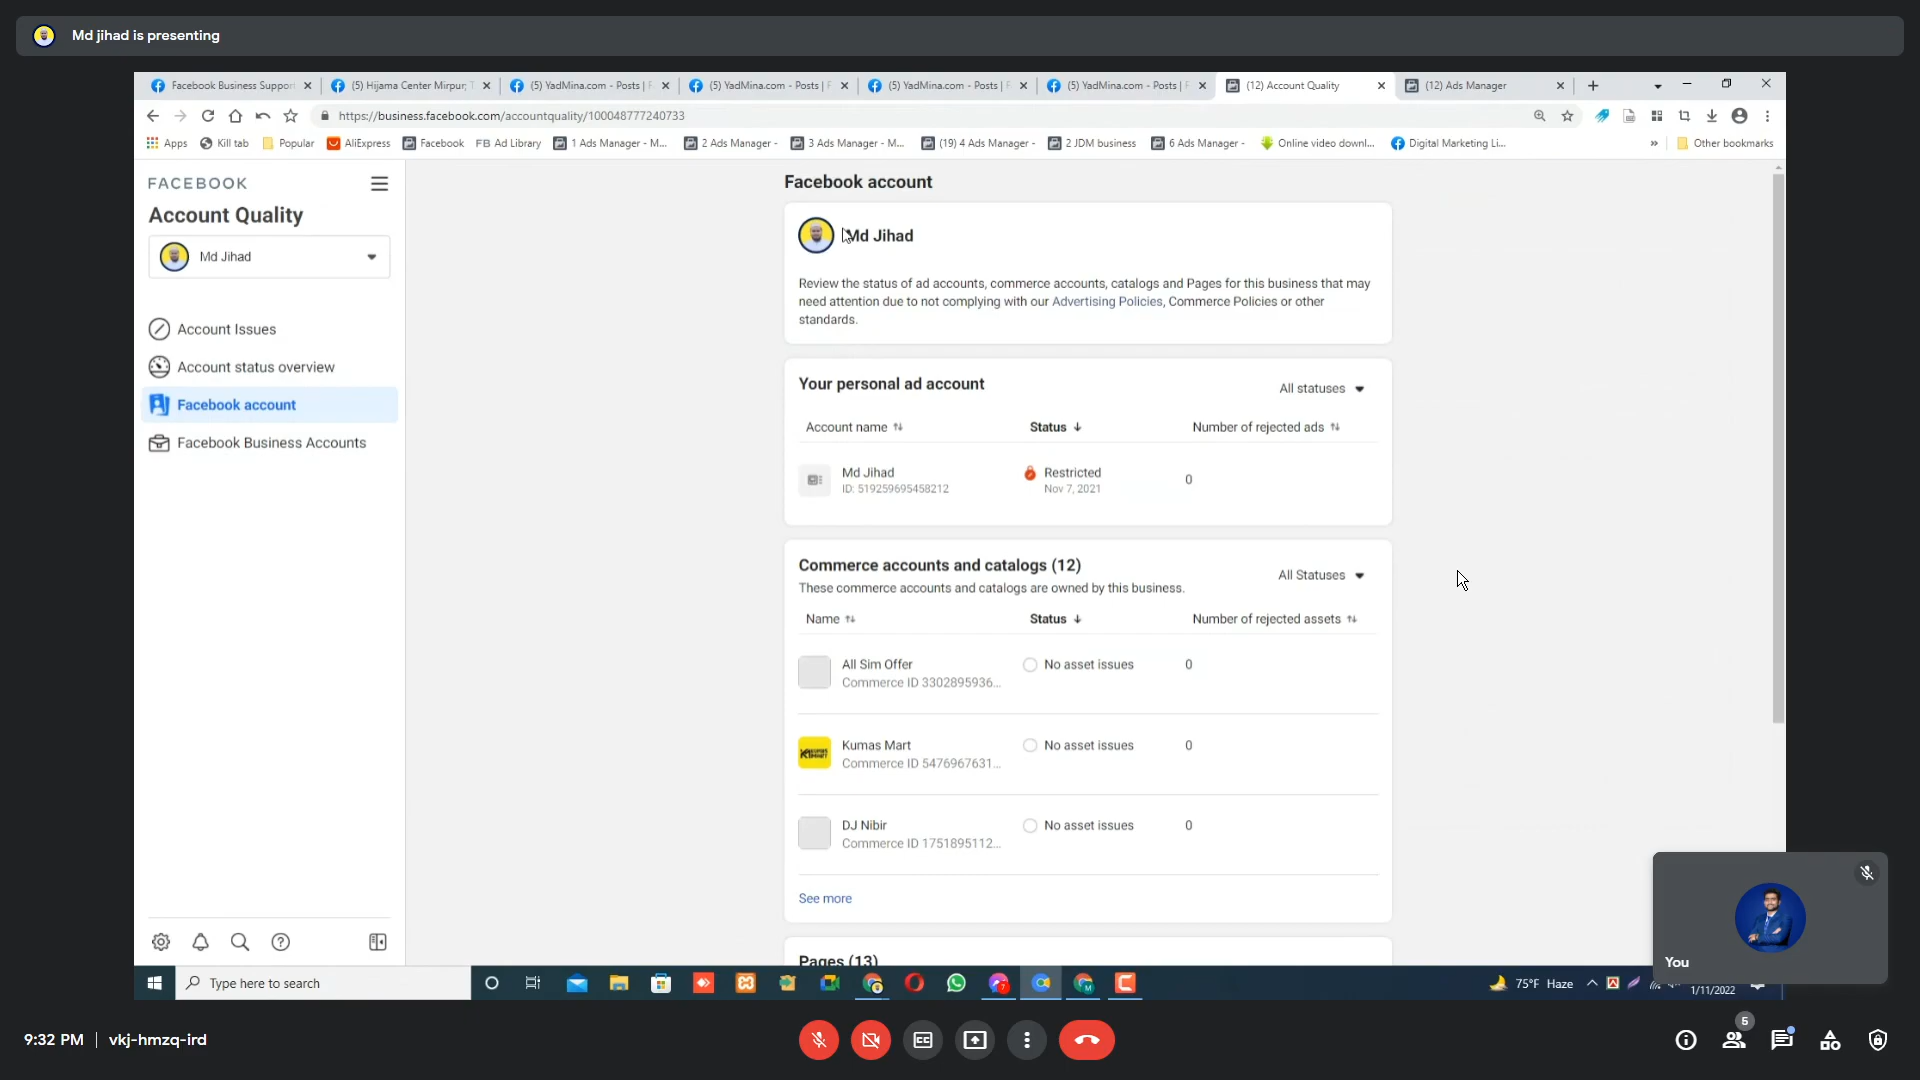 Md jihad is presenting
Facebook Business Suppor
(5) Hijama Center Mirpur,
(5) YadMina.com - Posts |
(5) YadMina.com - Posts |
(5) YadMina.com - Posts |
(5) YadMina.com - Posts |
(12) Account Quality
(12) Ads Manager
https://business.facebook.com/accountquality/100048777240733
Apps
Kill tab
Popular
AliExpress
Facebook
FB Ad Library
1 Ads Manager - M...
2 Ads Manager -
3 Ads Manager - M...
(19) 4 Ads Manager -
2 JDM business
6 Ads Manager -
Online video downl...
Digital Marketing Li...
»
Other bookmarks
FACEBOOK
Account Quality
Md Jihad
Account Issues
Account status overview
Facebook account
Facebook Business Accounts
Facebook account
Md Jihad
Review the status of ad accounts, commerce accounts, catalogs and Pages for this business that may
need attention due to not complying with our Advertising Policies, Commerce Policies or other
standards.
Your personal ad account
All statuses
Account name
Status
Number of rejected ads
Md Jihad
Restricted
0
ID: 519259695458212
Nov 7, 2021
Commerce accounts and catalogs (12)
All Statuses
These commerce accounts and catalogs are owned by this business.
Name
Status
Number of rejected assets
All Sim Offer
No asset issues
0
Commerce ID 3302895936...
Kumas Mart
No asset issues
0
Commerce ID 5476967631...
DJ Nibir
No asset issues
0
Commerce ID 1751895112...
See more
Pages (13)
You
Type here to search
75°F Haze
1/11/2022
9:32 PM | vkj-hmzq-ird
5